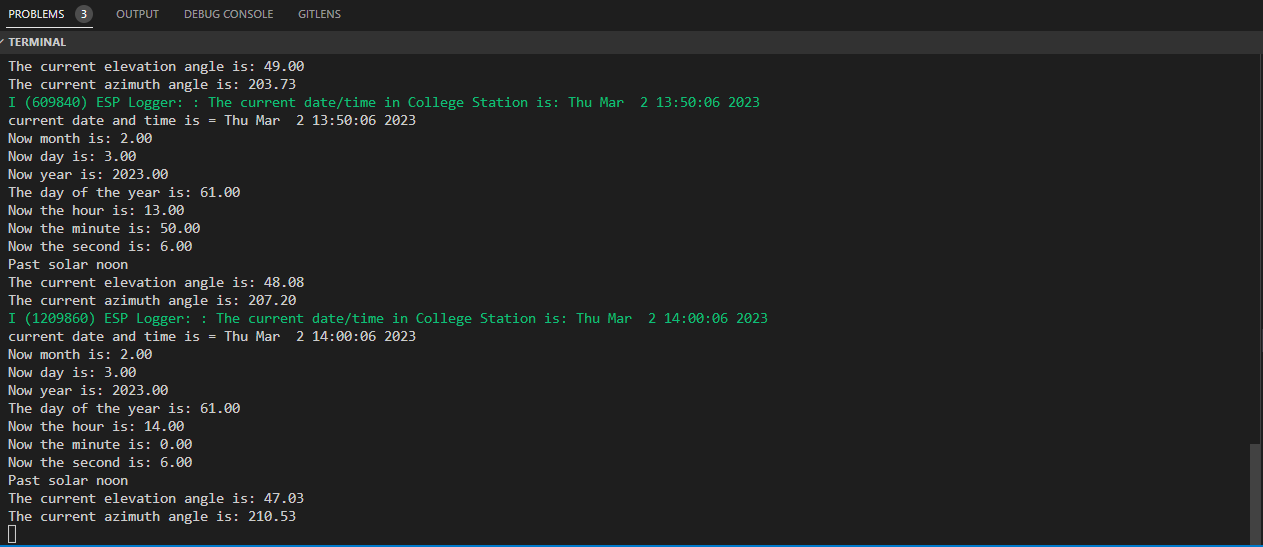 PROBLEMS 3 OUTPUT DEBUG CONSOLE GITLENS
TERMINAL
The current elevation angle is: 49.00
The current azimuth angle is: 203.73
I (609840) ESP Logger: : The current date/time in College Station is: Thu Mar  2 13:50:06 2023
current date and time is = Thu Mar  2 13:50:06 2023
Now month is: 2.00
Now day is: 3.00
Now year is: 2023.00
The day of the year is: 61.00
Now the hour is: 13.00
Now the minute is: 50.00
Now the second is: 6.00
Past solar noon
The current elevation angle is: 48.08
The current azimuth angle is: 207.20
I (1209860) ESP Logger: : The current date/time in College Station is: Thu Mar  2 14:00:06 2023
current date and time is = Thu Mar  2 14:00:06 2023
Now month is: 2.00
Now day is: 3.00
Now year is: 2023.00
The day of the year is: 61.00
Now the hour is: 14.00
Now the minute is: 0.00
Now the second is: 6.00
Past solar noon
The current elevation angle is: 47.03
The current azimuth angle is: 210.53